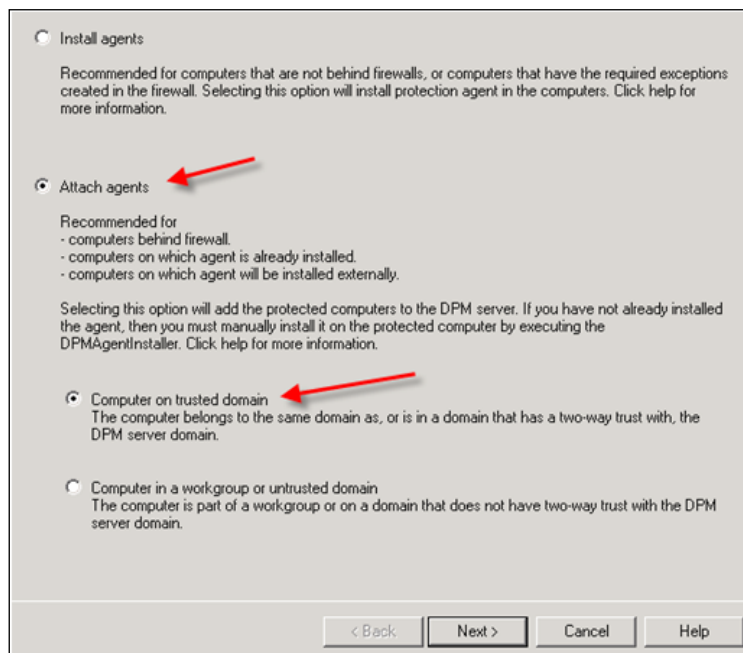 Install agents
Recommended for computers that are not behind firewalls, or computers that have the required exceptions
created in the firewall. Selecting this option will install protection agent in the computers. Click help for
more information.
Attach agents
Recommended for
- computers behind firewall.
- computers on which agent is already installed.
- computers on which agent will be installed externally.
Selecting this option will add the protected computers to the DPM server. If you have not already installed
the agent, then you must manually install it on the protected computer by executing the
DPMAgentInstaller. Click help for more information.
Computer on trusted domain
The computer belongs to the same domain as, or is in a domain that has a two-way trust with, the
DPM server domain.
Computer in a workgroup or untrusted domain
The computer is part of a workgroup or on a domain that does not have two-way trust with the DPM
server domain.
< Back Next > Cancel Help